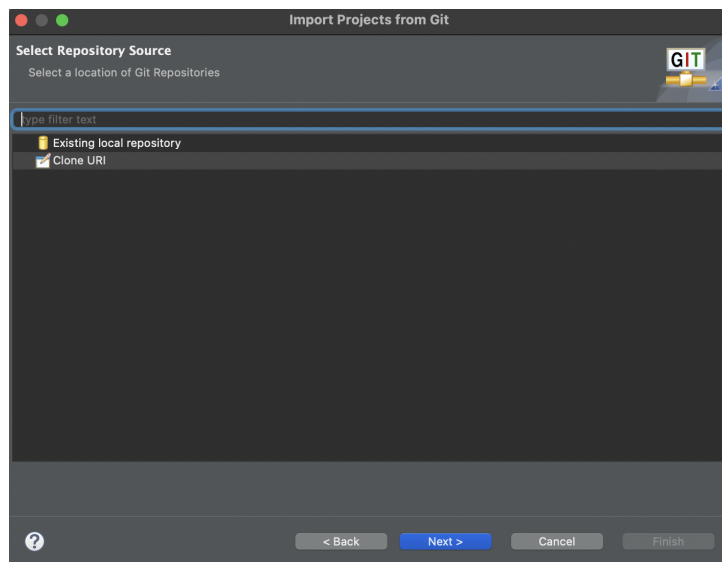 Import Projects from Git
Select Repository Source
Select a location of Git Repositories
GIT
type filter text
Existing local repository
Clone URI
?
< Back
Next >
Cancel
Finish